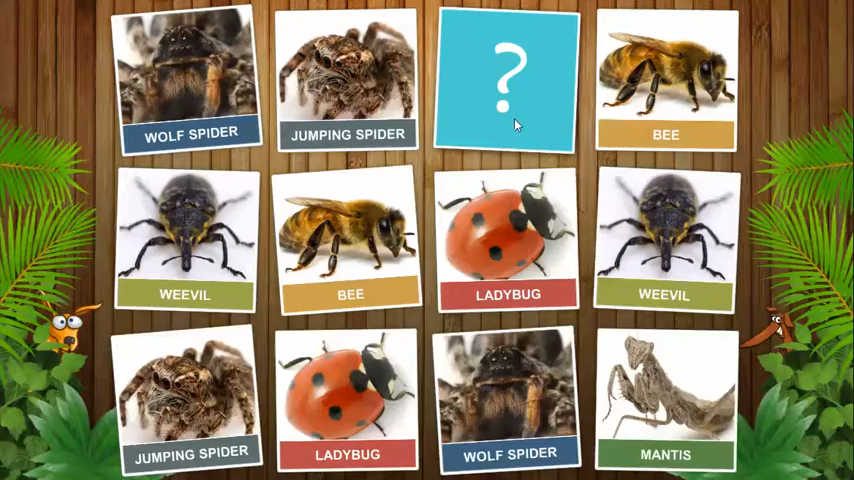 WOLF SPIDER
JUMPING SPIDER
?
BEE
WEEVIL
BEE
LADYBUG
WEEVIL
JUMPING SPIDER
LADYBUG
WOLF SPIDER
MANTIS